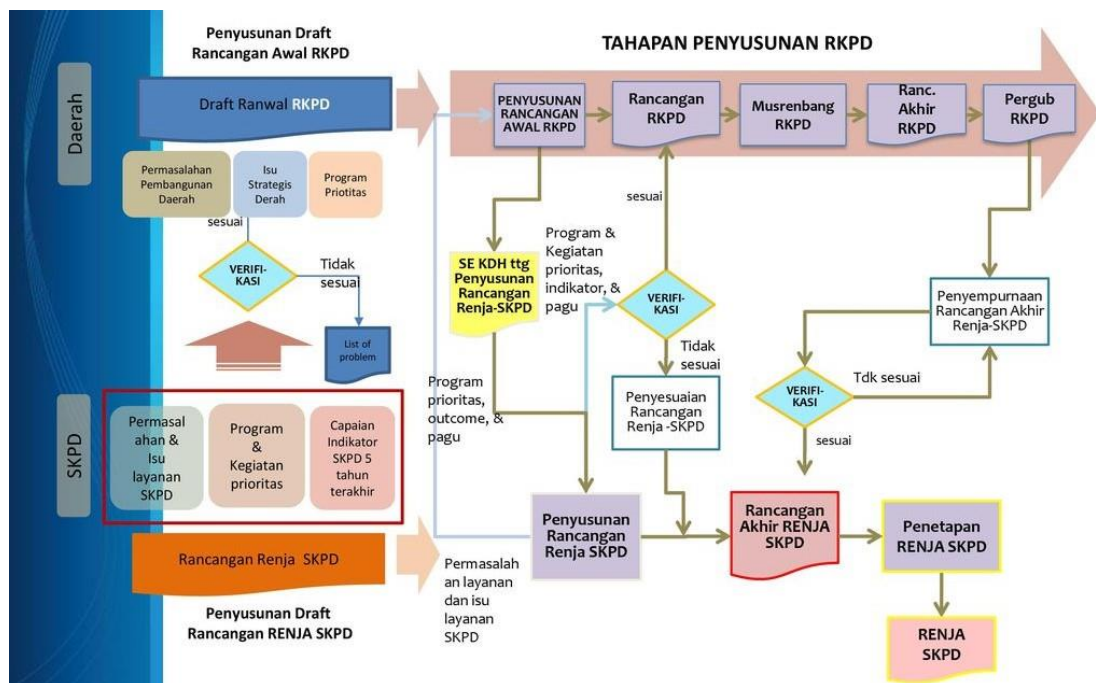 Penyusunan Draft
Rancangan Awal RKPD
TAHAPAN PENYUSUNAN RKPD
Daerah
Draft Ranwal RKPD
PENYUSUNAN
RANCANGAN
AWAL RKPD
Rancangan
RKPD
Musrenbang
RKPD
Ranc.
Akhir
RKPD
Pergub
RKPD
Permasalahan
Pembangunan
Daerah
Isu
Strategis
Derah
Program
Priotitas
sesuai
VERIFI-
KASI
Tidak
sesuai
List of
problem
SE KDH ttg
Penyusunan
Rancangan
Renja-SKPD
Program &
Kegiatan
prioritas,
indikator, &
pagu
sesuai
VERIFI-
KASI
Tidak
sesuai
Penyesuaian
Rancangan
Renja -SKPD
Penyempurnaan
Rancangan Akhir
Renja-SKPD
VERIFI-
KASI
Tdk sesuai
sesuai
Program
prioritas,
outcome, &
pagu
SKPD
Permasal
ahan &
Isu
layanan
SKPD
Program
&
Kegiatan
prioritas
Capaian
Indikator
SKPD 5
tahun
terakhir
Rancangan Renja SKPD
Penyusunan Draft
Rancangan RENJA SKPD
Permasalah
an layanan
dan isu
layanan
SKPD
Penyusunan
Rancangan
Renja SKPD
Rancangan
Akhir RENJA
SKPD
Penetapan
RENJA SKPD
RENJA
SKPD